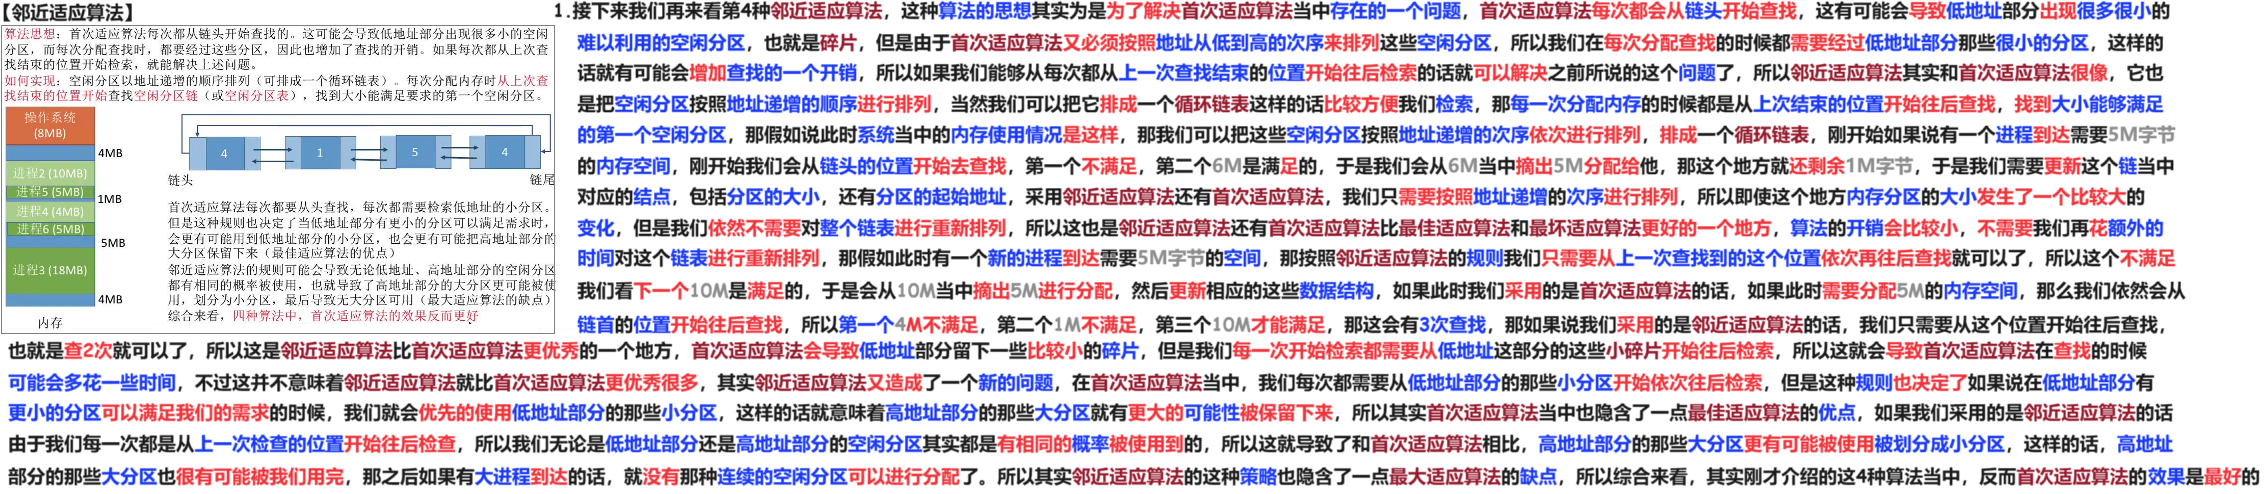 【邻近适应算法】
算法思想：首次适应算法每次都从链头开始查找的。这可能会导致低地址部分出现很多小的空闲
分区，而每次分配查找时，都要经过这些分区，因此也增加了查找的开销。如果每次都从上次查
找结束的位置开始检索，就能解决上述问题。
如何实现：空闲分区以地址递增的顺序排列（可排成一个循环链表）。每次分配内存时从上次查
找结束的位置开始查找空闲分区链（或空闲分区表），找到大小能满足要求的第一个空闲分区。
操作系统
(8MB)
4MB
进程2 (10MB)
进程5 (5MB)
1MB
进程4 (4MB)
进程6 (5MB)
5MB
进程3 (18MB)
4MB
内存
4
1
5
4
链头
链尾
首次适应算法每次都要从头查找，每次都需要检索低地址的小分区。
但是这种规则也决定了当低地址部分有更小的分区可以满足需求时，
会更有可能用到低地址部分的小分区，也会更有可能把高地址部分的
大分区保留下来（最佳适应算法的优点）
邻近适应算法的规则可能会导致无论低地址、高地址部分的空闲分区
都有相同的概率被使用，也就导致了高地址部分的大分区更可能被使
用，划分为小分区，最后导致无大分区可用（最大适应算法的缺点）
综合来看，四种算法中，首次适应算法的效果反而更好
1.接下来我们再来看第4种邻近适应算法，这种算法的思想其实为是为了解决首次适应算法当中存在的一个问题，首次适应算法每次都会从链头开始查找，这有可能会导致低地址部分出现很多很小的
难以利用的空闲分区，也就是碎片，但是由于首次适应算法又必须按照地址从低到高的次序来排列这些空闲分区，所以我们在每次分配查找的时候都需要经过低地址部分那些很小的分区，这样的
话就有可能会增加查找的一个开销，所以如果我们能够从每次都从上一次查找结束的位置开始往后检索的话就可以解决之前所说的这个问题了，所以邻近适应算法其实和首次适应算法很像，它也
是把空闲分区按照地址递增的顺序进行排列，当然我们可以把它排成一个循环链表这样的话比较方便我们检索，那每一次分配内存的时候都是从上次结束的位置开始往后查找，找到大小能够满足
的第一个空闲分区，那假如说此时系统当中的内存使用情况是这样，那我们可以把这些空闲分区按照地址递增的次序依次进行排列，排成一个循环链表，刚开始如果说有一个进程到达需要5M字节
的内存空间，刚开始我们会从链头的位置开始去查找，第一个不满足，第二个6M是满足的，于是我们会从6M当中摘出5M分配给他，那这个地方就还剩余1M字节，于是我们需要更新这个链当中
对应的结点，包括分区的大小，还有分区的起始地址，采用邻近适应算法还有首次适应算法，我们只需要按照地址递增的次序进行排列，所以即使这个地方内存分区的大小发生了一个比较大的
变化，但是我们依然不需要对整个链表进行重新排列，所以这也是邻近适应算法还有首次适应算法比最佳适应算法和最坏适应算法更好的一个地方，算法的开销会比较小，不需要我们再花额外的
时间对这个链表进行重新排列，那假如此时有一个新的进程到达需要5M字节的空间，那按照邻近适应算法的规则我们只需要从上一次查找到的这个位置依次再往后查找就可以了，所以这个不满足
我们看下一个10M是满足的，于是会从10M当中摘出5M进行分配，然后更新相应的这些数据结构，如果此时我们采用的是首次适应算法的话，如果此时需要分配5M的内存空间，那么我们依然会从
链首的位置开始往后查找，所以第一个4M不满足，第二个1M不满足，第三个10M才能满足，那这会有3次查找，那如果说我们采用的是邻近适应算法的话，我们只需要从这个位置开始往后查找，
也就是查2次就可以了，所以这是邻近适应算法比首次适应算法更优秀的一个地方，首次适应算法会导致低地址部分留下一些比较小的碎片，但是我们每一次开始检索都需要从低地址这部分的这些小碎片开始往后检索，所以这就会导致首次适应算法在查找的时候
可能会多花一些时间，不过这并不意味着邻近适应算法就比首次适应算法更优秀很多，其实邻近适应算法又造成了一个新的问题，在首次适应算法当中，我们每次都需要从低地址部分的那些小分区开始依次往后检索，但是这种规则也决定了如果说在低地址部分有
更小的分区可以满足我们的需求的时候，我们就会优先的使用低地址部分的那些小分区，这样的话就意味着高地址部分的那些大分区就有更大的可能性被保留下来，所以其实首次适应算法当中也隐含了一点最佳适应算法的优点，如果我们采用的是邻近适应算法的话
由于我们每一次都是从上一次检查的位置开始往后检查，所以我们无论是低地址部分还是高地址部分的空闲分区其实都是有相同的概率被使用到的，所以这就导致了和首次适应算法相比，高地址部分的那些大分区更有可能被使用被划分成小分区，这样的话，高地址
部分的那些大分区也很有可能被我们用完，那之后如果有大进程到达的话，就没有那种连续的空闲分区可以进行分配了。所以其实邻近适应算法的这种策略也隐含了一点最大适应算法的缺点，所以综合来看，其实刚才介绍的这4种算法当中，反而首次适应算法的效果是最好的